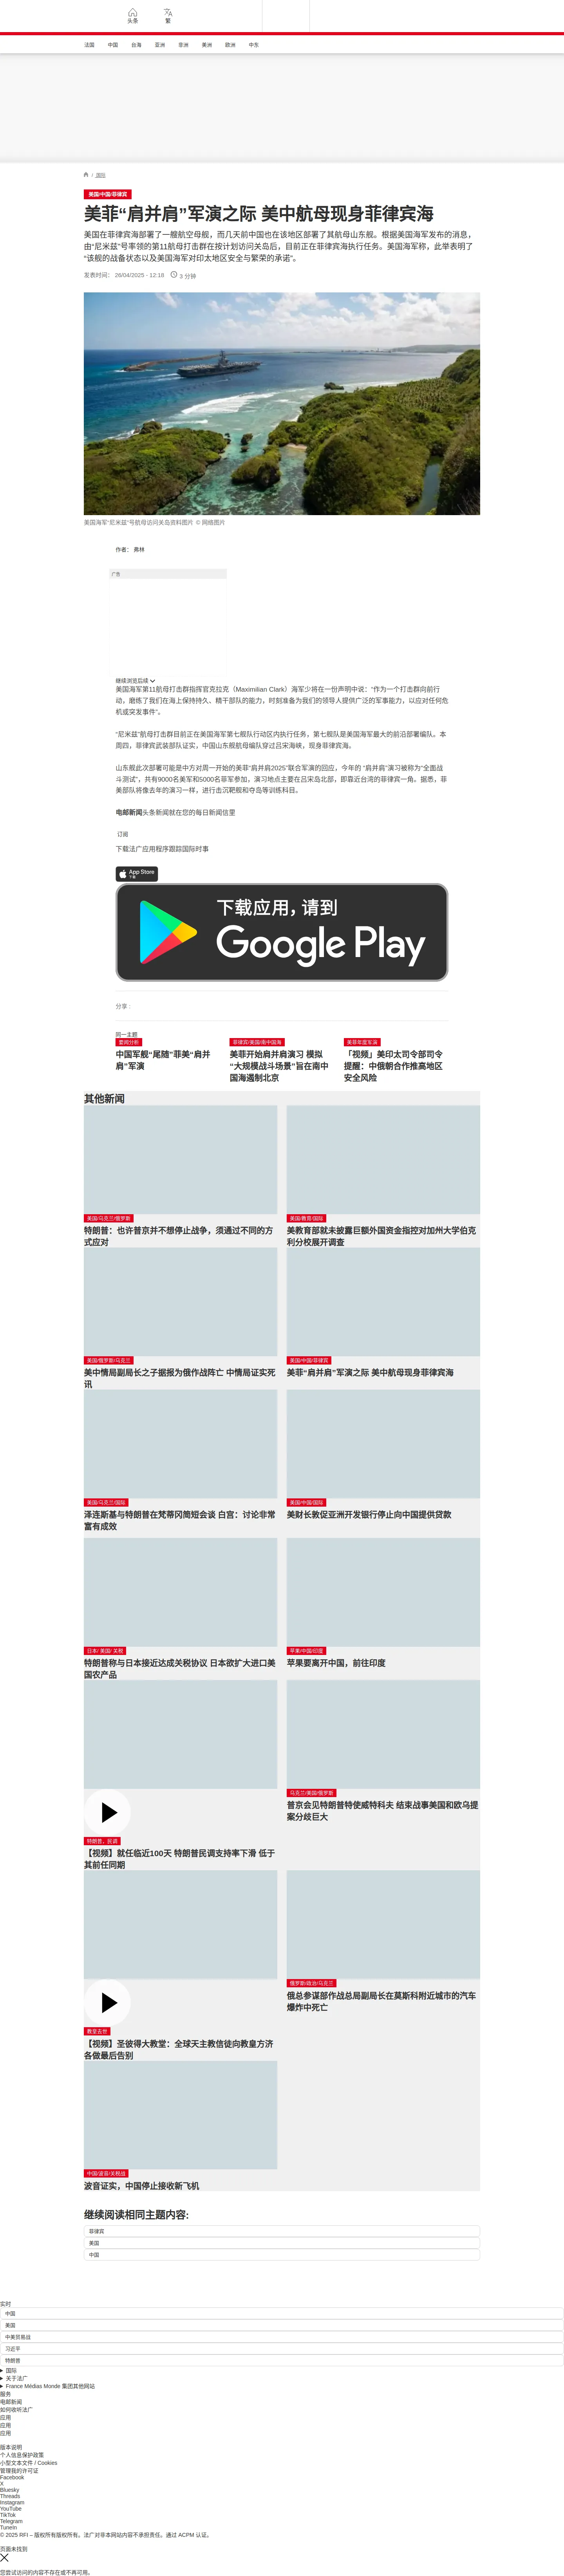 头条
繁
法国
中国
台海
亚洲
非洲
美洲
欧洲
中东
/ 国际
美国/中国/菲律宾
美菲“肩并肩”军演之际 美中航母现身菲律宾海
美国在菲律宾海部署了一艘航空母舰，而几天前中国也在该地区部署了其航母山东舰。根据美国海军发布的消息，
由“尼米兹”号率领的第11航母打击群在按计划访问关岛后，目前正在菲律宾海执行任务。美国海军称，此举表明了
“该舰的战备状态以及美国海军对印太地区安全与繁荣的承诺”。
发表时间： 26/04/2025 - 12:18
3 分钟
美国海军“尼米兹”号航母访问关岛资料图片 © 网络图片
作者： 弗林
广告
继续浏览后续
美国海军第11航母打击群指挥官克拉克（Maximilian Clark）海军少将在一份声明中说：“作为一个打击群向前行
动，磨炼了我们在海上保持持久、精干部队的能力，时刻准备为我们的领导人提供广泛的军事能力，以应对任何危
机或突发事件”。
“尼米兹”航母打击群目前正在美国海军第七舰队行动区内执行任务，第七舰队是美国海军最大的前沿部署编队。本
周四，菲律宾武装部队证实，中国山东舰航母编队穿过吕宋海峡，现身菲律宾海。
山东舰此次部署可能是中方对周一开始的美菲“肩并肩2025”联合军演的回应，今年的 “肩并肩”演习被称为“全面战
斗测试”，共有9000名美军和5000名菲军参加，演习地点主要在吕宋岛北部，即靠近台湾的菲律宾一角。据悉，菲
美部队将像去年的演习一样，进行击沉靶舰和夺岛等训练科目。
电邮新闻头条新闻就在您的每日新闻信里
订阅
下载法广应用程序跟踪国际时事
App Store
下载
下载应用，请到
Google Play
分享 :
同一主题
要闻分析
中国军舰“尾随”菲美“肩并
肩”军演
菲律宾/美国/南中国海
美菲开始肩并肩演习 模拟
“大规模战斗场景”旨在南中
国海遏制北京
美菲年度军演
「视频」美印太司令部司令
提醒：中俄朝合作推高地区
安全风险
其他新闻
美国/乌克兰/俄罗斯
特朗普：也许普京并不想停止战争，须通过不同的方
式应对
美国/教育/国际
美教育部就未披露巨额外国资金指控对加州大学伯克
利分校展开调查
美国/俄罗斯/乌克兰
美中情局副局长之子据报为俄作战阵亡 中情局证实死
讯
美国/中国/菲律宾
美菲“肩并肩”军演之际 美中航母现身菲律宾海
美国/乌克兰/国际
泽连斯基与特朗普在梵蒂冈简短会谈 白宫：讨论非常
富有成效
美国/中国/国际
美财长敦促亚洲开发银行停止向中国提供贷款
日本/ 美国/ 关税
特朗普称与日本接近达成关税协议 日本欲扩大进口美
国农产品
苹果/中国/印度
苹果要离开中国，前往印度
特朗普，民调
【视频】就任临近100天 特朗普民调支持率下滑 低于
其前任同期
乌克兰/美国/俄罗斯
普京会见特朗普特使威特科夫 结束战事美国和欧乌提
案分歧巨大
教皇去世
【视频】圣彼得大教堂：全球天主教信徒向教皇方济
各做最后告别
俄罗斯/政治/乌克兰
俄总参谋部作战总局副局长在莫斯科附近城市的汽车
爆炸中死亡
中国/波音/关税战
波音证实，中国停止接收新飞机
继续阅读相同主题内容:
菲律宾
美国
中国
实时
中国
美国
中美贸易战
习近平
特朗普
国际
关于法广
France Médias Monde 集团其他网站
服务
电邮新闻
如何收听法广
应用
应用
应用
版本说明
个人信息保护政策
小型文本文件 / Cookies
管理我的许可证
Facebook
X
Bluesky
Threads
Instagram
YouTube
TikTok
Telegram
TuneIn
© 2025 RFI – 版权所有版权所有。法广对非本网站内容不承担责任。通过 ACPM 认证。
页面未找到
您尝试访问的内容不存在或不再可用。